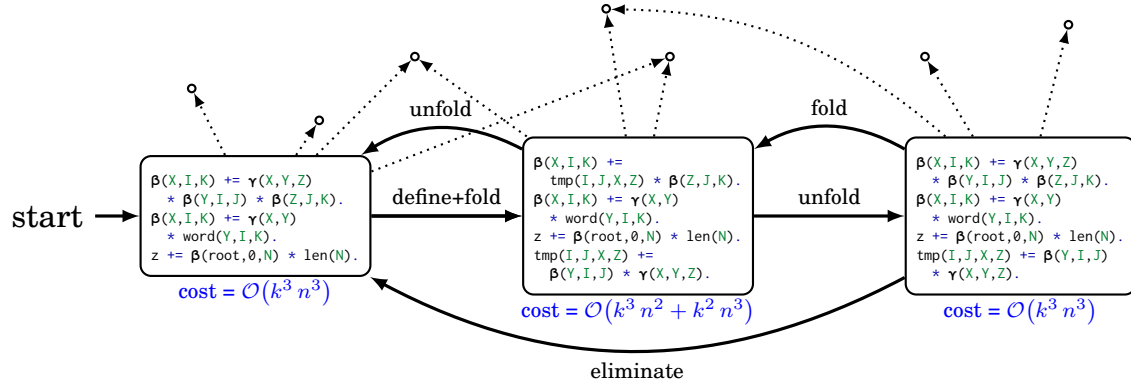 unfold
fold
start
β(X,I,K) += γ(X,Y,Z)
* β(Y,I,J) * β(Z,J,K).
β(X,I,K) += γ(X,Y)
* word(Y,I,K).
z += β(root,0,N) * len(N).
cost = O(k³ n³)
define+fold
β(X,I,K) +=
tmp(I,J,X,Z) * β(Z,J,K).
β(X,I,K) += γ(X,Y)
* word(Y,I,K).
z += β(root,0,N) * len(N).
tmp(I,J,X,Z) +=
β(Y,I,J) * γ(X,Y,Z).
cost = O(k³ n² + k² n³)
unfold
β(X,I,K) += γ(X,Y,Z)
* β(Y,I,J) * β(Z,J,K).
β(X,I,K) += γ(X,Y)
* word(Y,I,K).
z += β(root,0,N) * len(N).
tmp(I,J,X,Z) += β(Y,I,J)
* γ(X,Y,Z).
cost = O(k³ n³)
eliminate